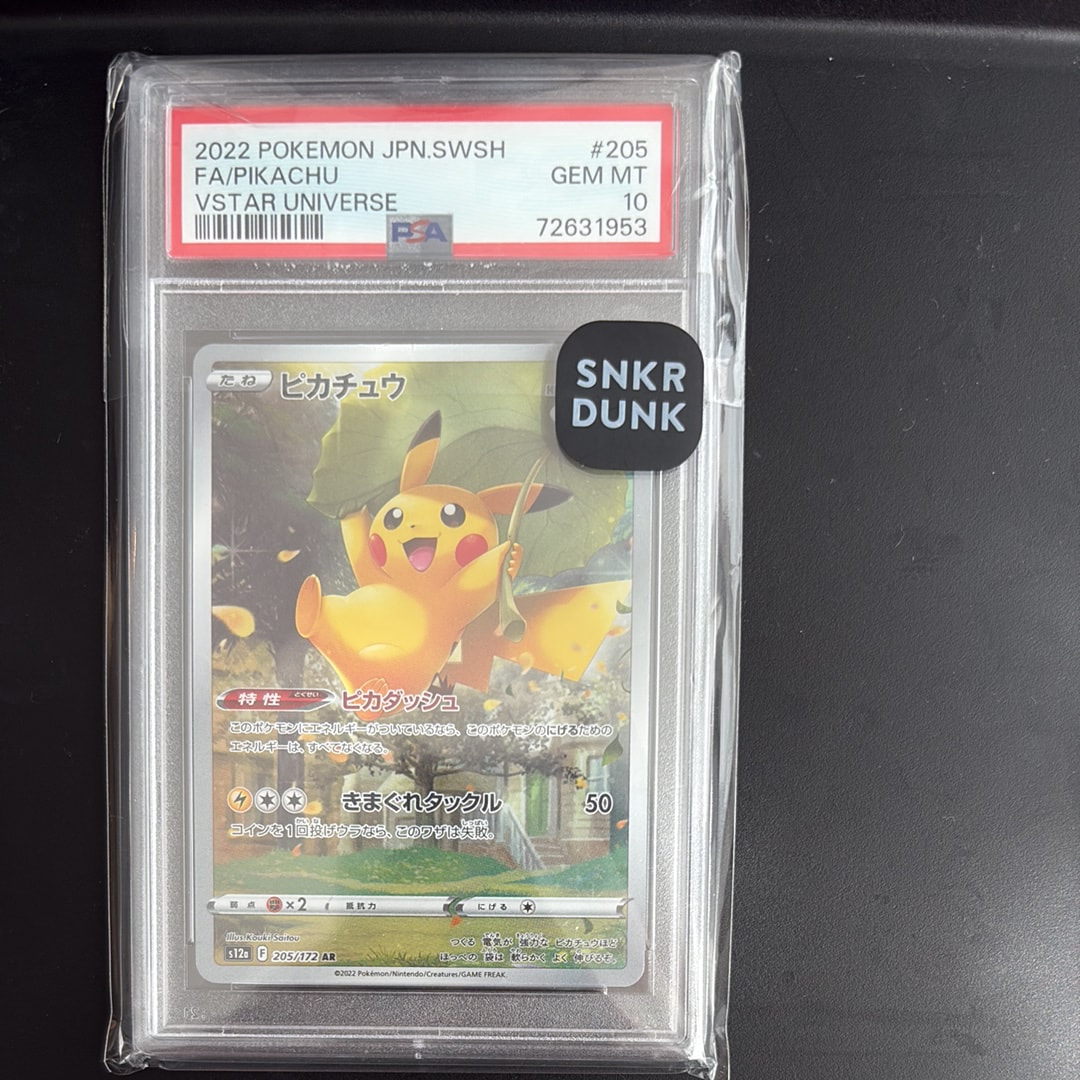 2022 POKEMON JPN.SWSH #205
FA/PIKACHU GEM MT
VSTAR UNIVERSE 10
PSA 72631953
SNKR
DUNK
たね ピカチュウ
特性 とくせい ピカダッシュ
このポケモンにエネルギーがついているなら、このポケモンのにげるための
エネルギーは、すべてなくなる。
きまぐれタックル 50
コインを1回投げウラなら、このワザは失敗。
弱点 ×2 抵抗力 にげる
Illus. Kouki Saitou
s12a F 205/172 AR
つくる 電気が 強力な ピカチュウほど
ほっぺの 袋は 軟らかく よく 伸びるぞ。
©2022 Pokémon/Nintendo/Creatures/GAME FREAK.